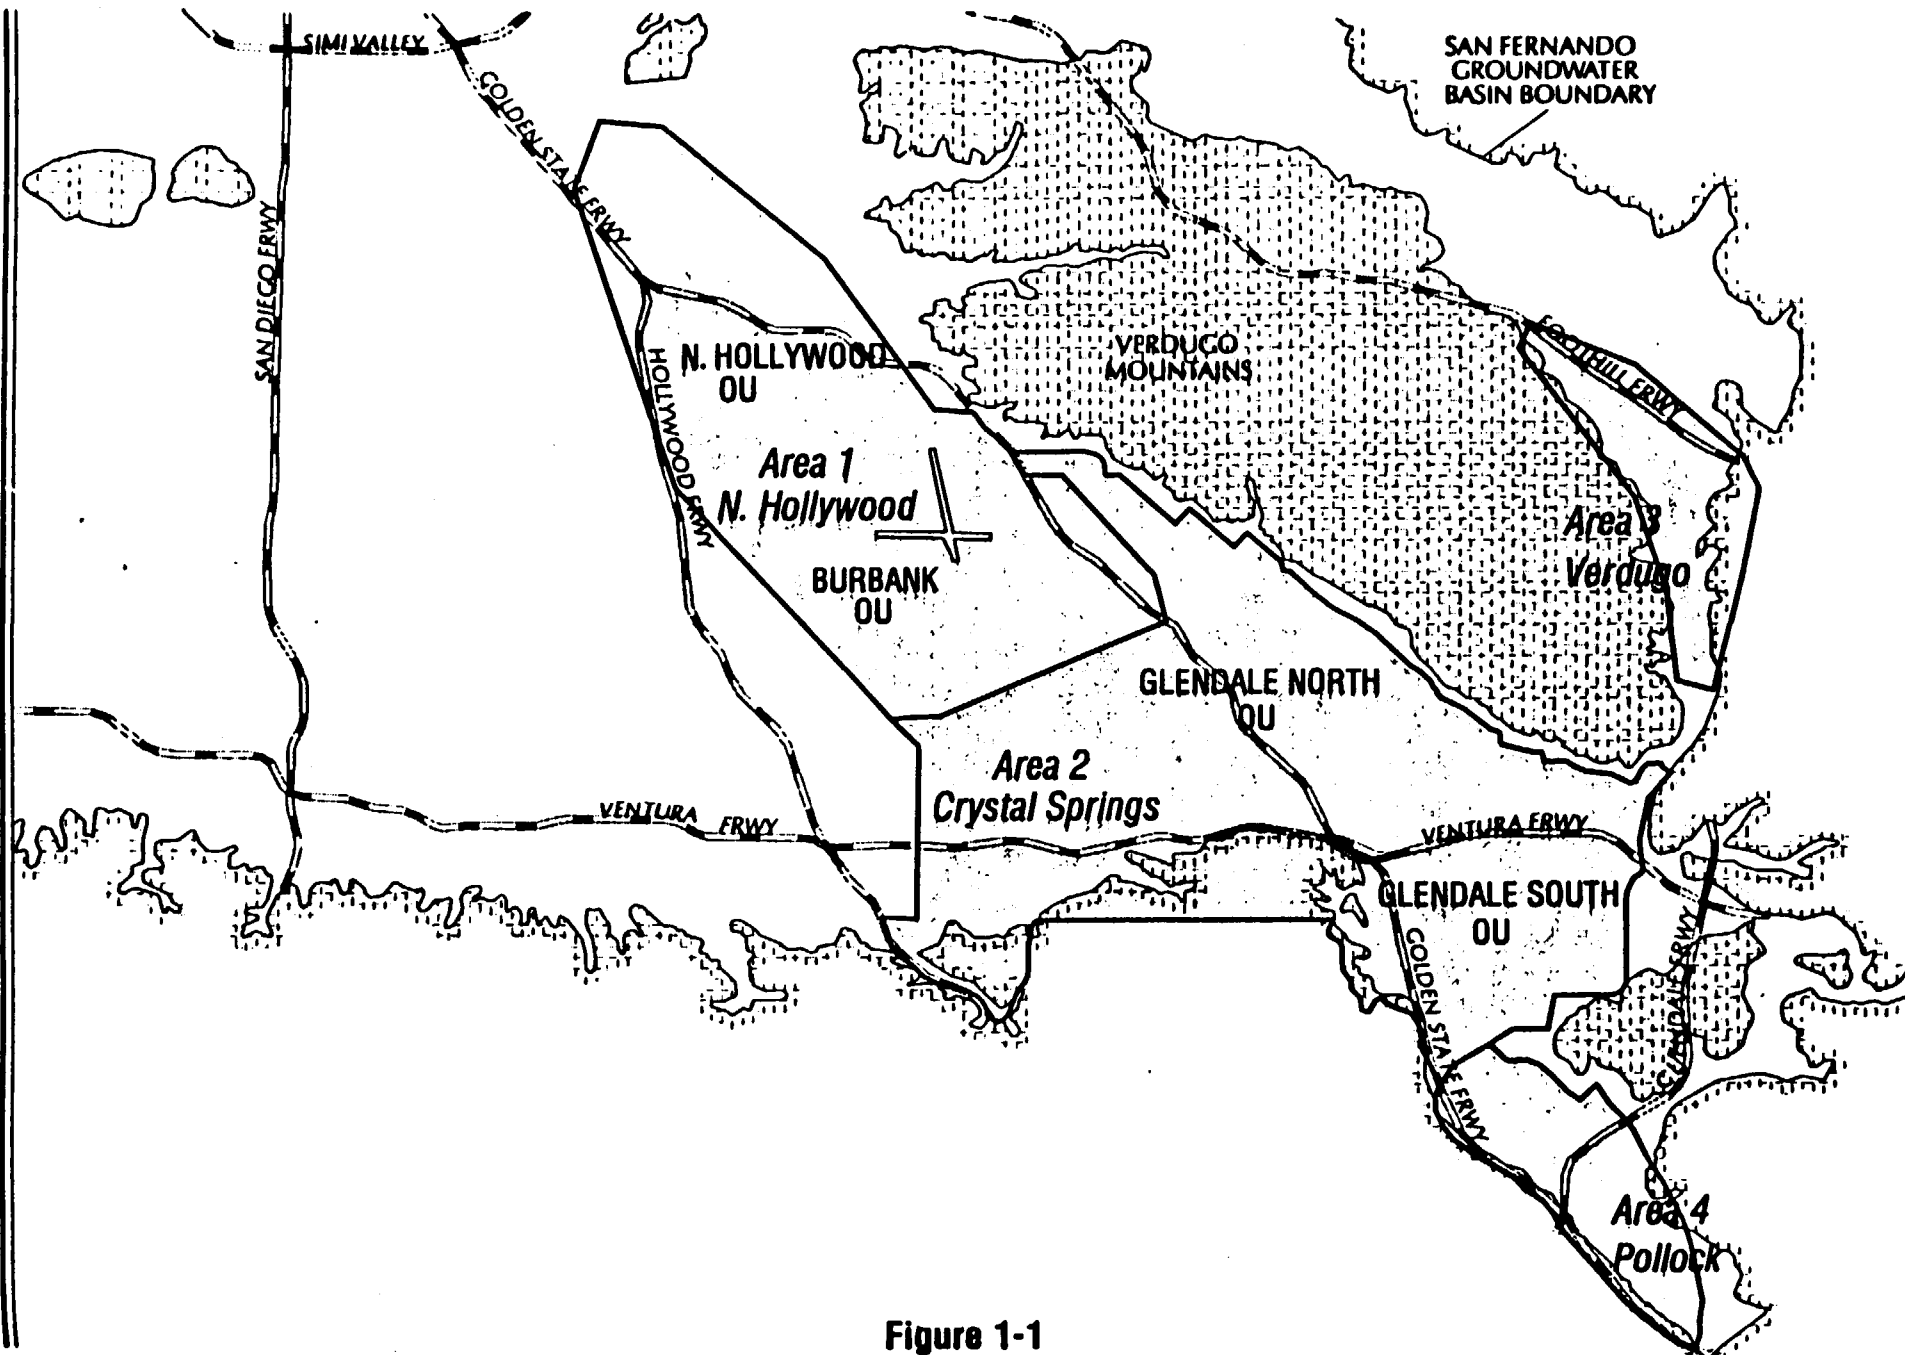 SIMI VALLEY
GOLDEN STATE FRWY
SAN FERNANDO
GROUNDWATER
BASIN BOUNDARY
SAN DIEGO FRWY
HOLLYWOOD FRWY
N. HOLLYWOOD
OU
VERDUGO
MOUNTAINS
FOOTHILL FRWY
Area 1
N. Hollywood
Area 3
Verdugo
BURBANK
OU
GLENDALE NORTH
OU
Area 2
Crystal Springs
VENTURA FRWY
VENTURA FRWY
GLENDALE SOUTH
OU
GOLDEN STATE FRWY
GLENDALE FRWY
Area 4
Pollock
Figure 1-1